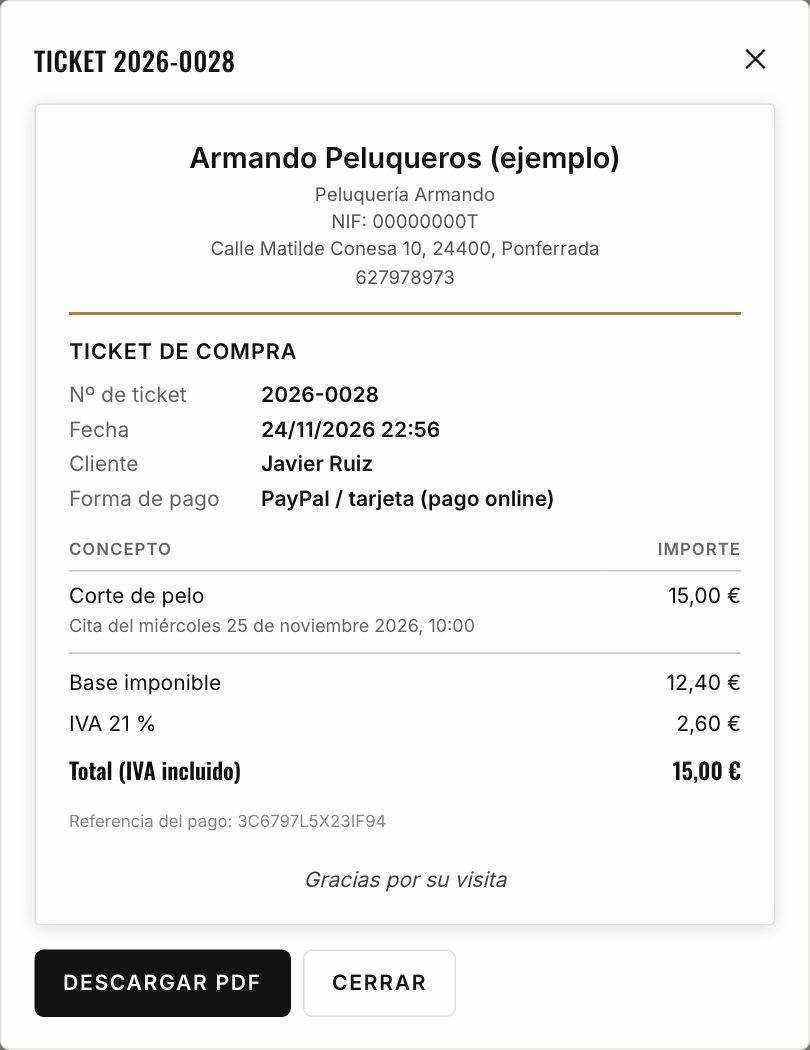 TICKET 2026-0028
Armando Peluqueros (ejemplo)
Peluquería Armando
NIF: 00000000T
Calle Matilde Conesa 10, 24400, Ponferrada
627978973
TICKET DE COMPRA
Nº de ticket 2026-0028
Fecha 24/11/2026 22:56
Cliente Javier Ruiz
Forma de pago PayPal / tarjeta (pago online)
CONCEPTO IMPORTE
Corte de pelo 15,00 €
Cita del miércoles 25 de noviembre 2026, 10:00
Base imponible 12,40 €
IVA 21 % 2,60 €
Total (IVA incluido) 15,00 €
Referencia del pago: 3C6797L5X23IF94
Gracias por su visita
DESCARGAR PDF CERRAR